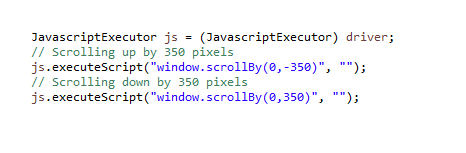 JavascriptExecutor js = (JavascriptExecutor) driver;
// Scrolling up by 350 pixels
js.executeScript("window.scrollBy(0,-350)", "");
// Scrolling down by 350 pixels
js.executeScript("window.scrollBy(0,350)", "");